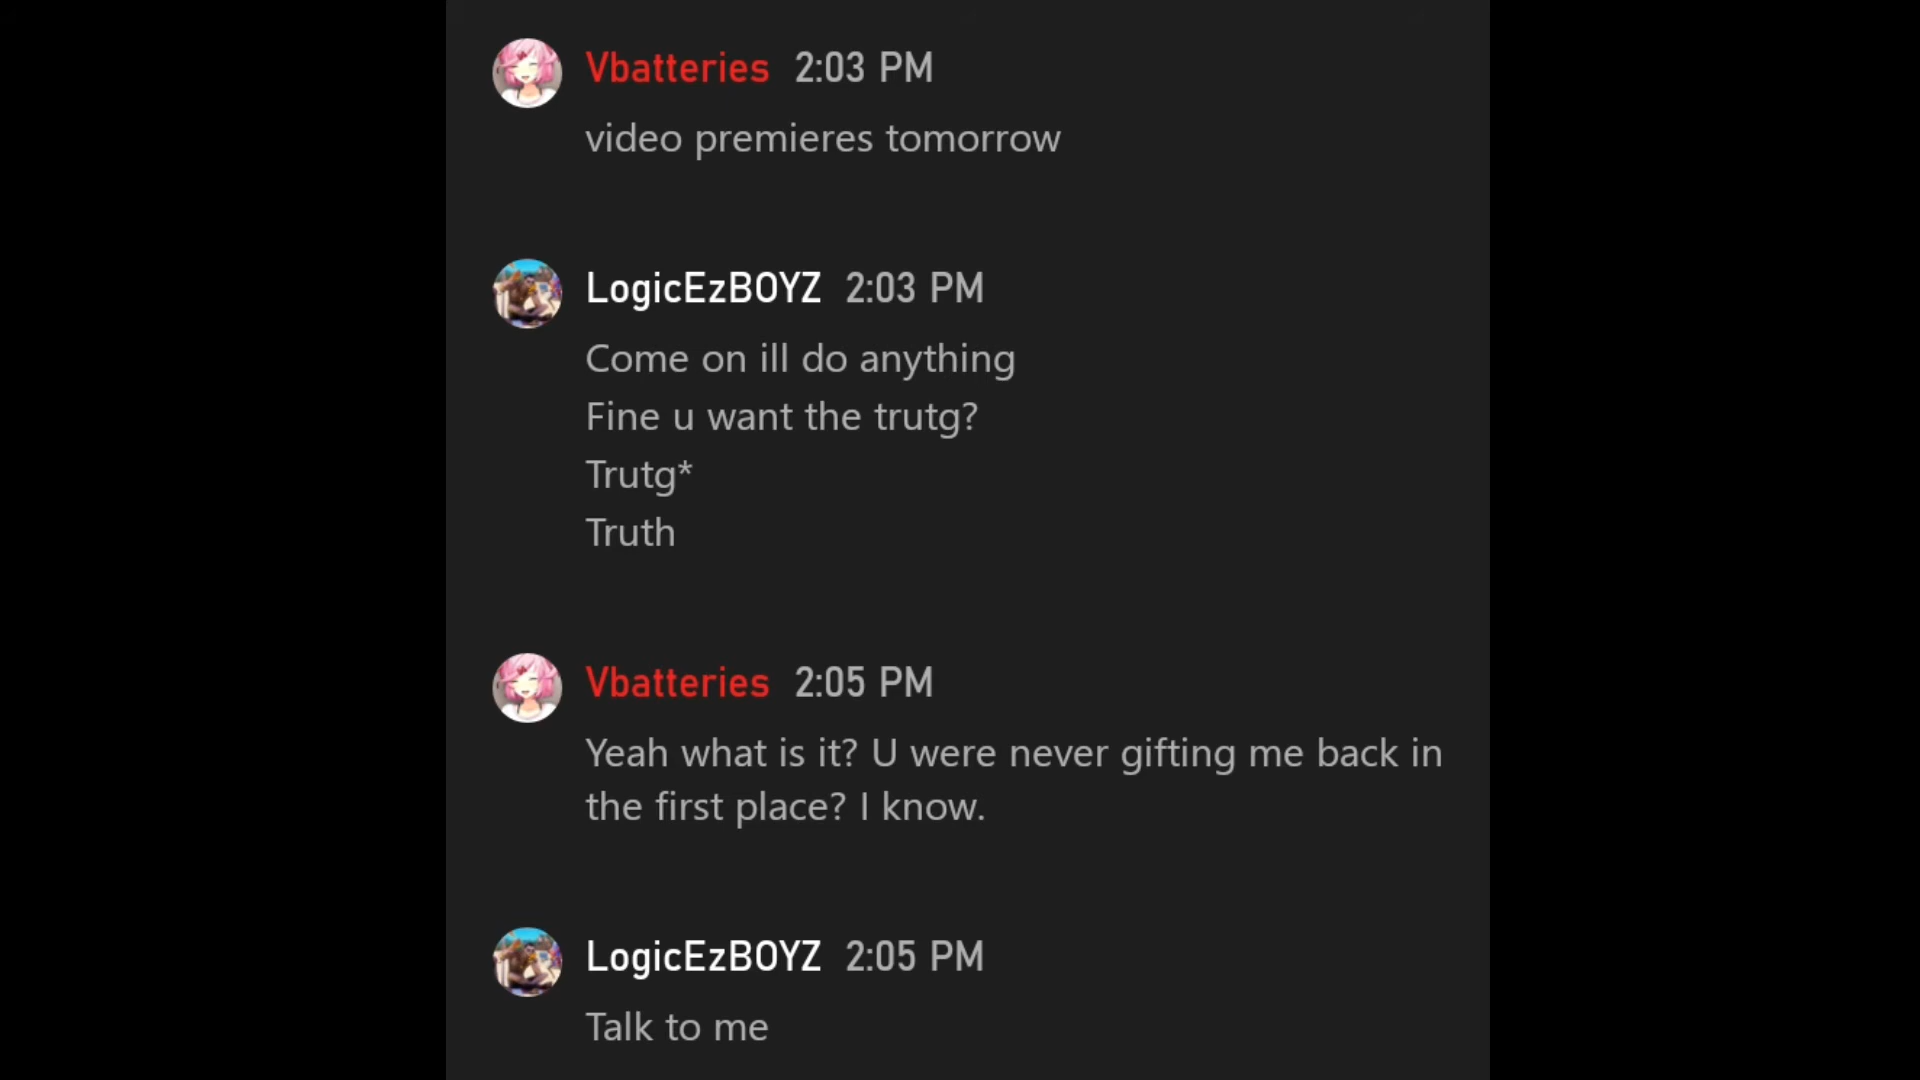 Vbatteries 2:03 PM
video premieres tomorrow
LogicEzBOYZ 2:03 PM
Come on ill do anything
Fine u want the trutg?
Trutg*
Truth
Vbatteries 2:05 PM
Yeah what is it? U were never gifting me back in
the first place? I know.
LogicEzBOYZ 2:05 PM
Talk to me